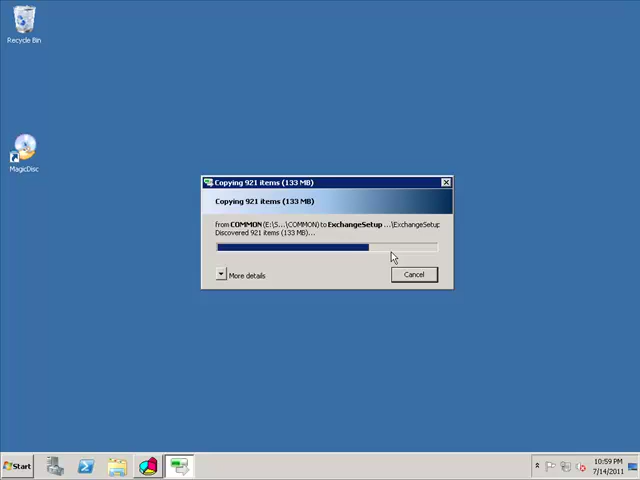 Recycle Bin
MagicDisc
Copying 921 items (133 MB)
Copying 921 items (133 MB)
from COMMON (E:\S...\COMMON) to ExchangeSetup ...\ExchangeSetup
Discovered 921 items (133 MB)...
More details
Cancel
Start
10:59 PM
7/14/2011